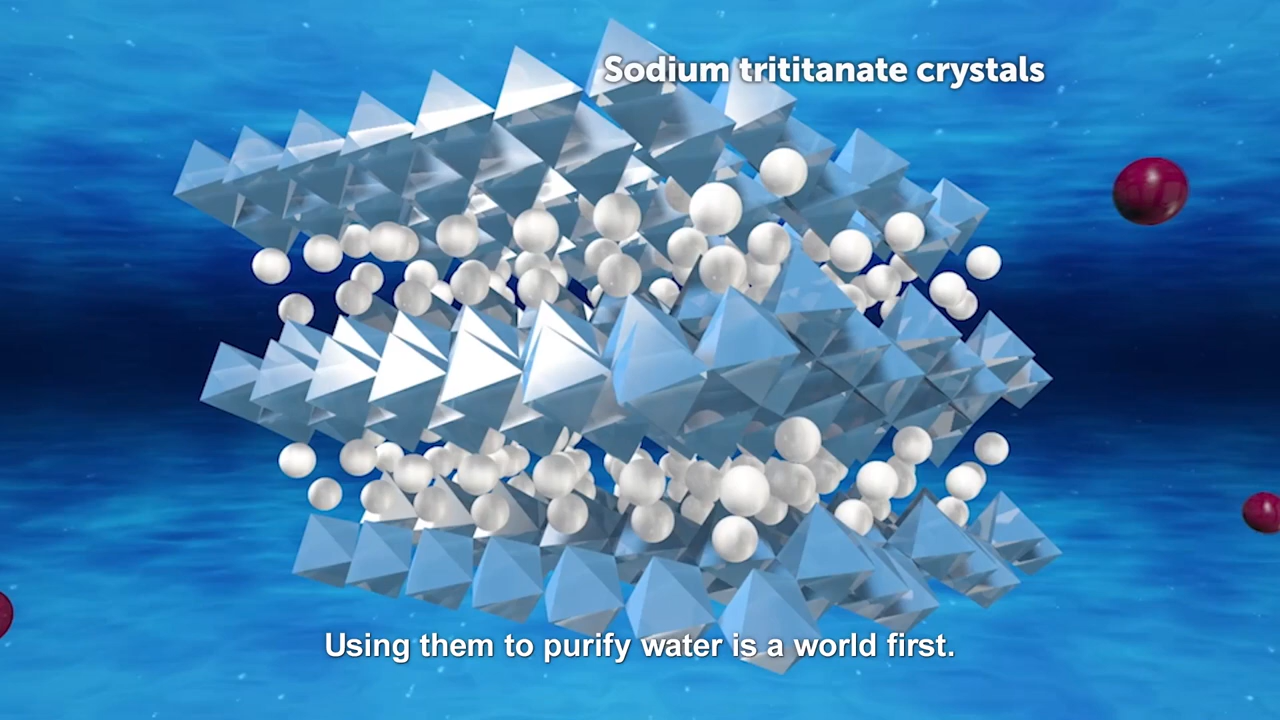 Sodium trititanate crystals
Using them to purify water is a world first.